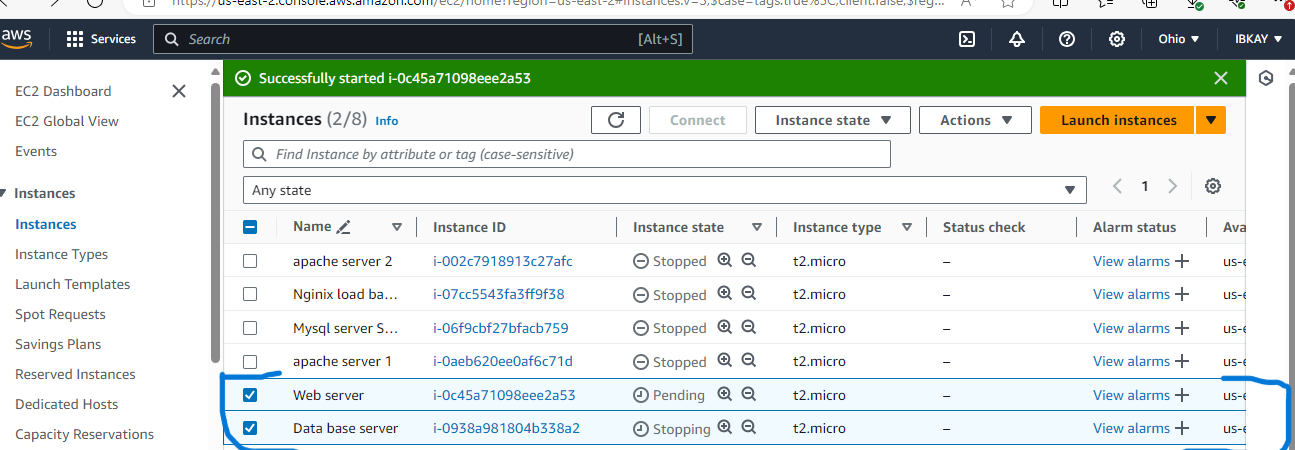 https://us-east-2.console.aws.amazon.com/ec2/home?region=us-east-2#Instances:v=3;$case=tags:true%5C,client:false;$reg...
aws Services Search [Alt+S] Ohio IBKAY
EC2 Dashboard
EC2 Global View
Events
Instances
Instances
Instance Types
Launch Templates
Spot Requests
Savings Plans
Reserved Instances
Dedicated Hosts
Capacity Reservations
Successfully started i-0c45a71098eee2a53
Instances (2/8) Info Connect Instance state Actions Launch instances
Find Instance by attribute or tag (case-sensitive)
Any state 1
Name Instance ID Instance state Instance type Status check Alarm status Ava
apache server 2 i-002c7918913c27afc Stopped t2.micro – View alarms + us-e
Nginix load ba... i-07cc5543fa3ff9f38 Stopped t2.micro – View alarms + us-e
Mysql server S... i-06f9cbf27bfacb759 Stopped t2.micro – View alarms + us-e
apache server 1 i-0aeb620ee0af6c71d Stopped t2.micro – View alarms + us-e
Web server i-0c45a71098eee2a53 Pending t2.micro – View alarms + us-e
Data base server i-0938a981804b338a2 Stopping t2.micro – View alarms + us-e